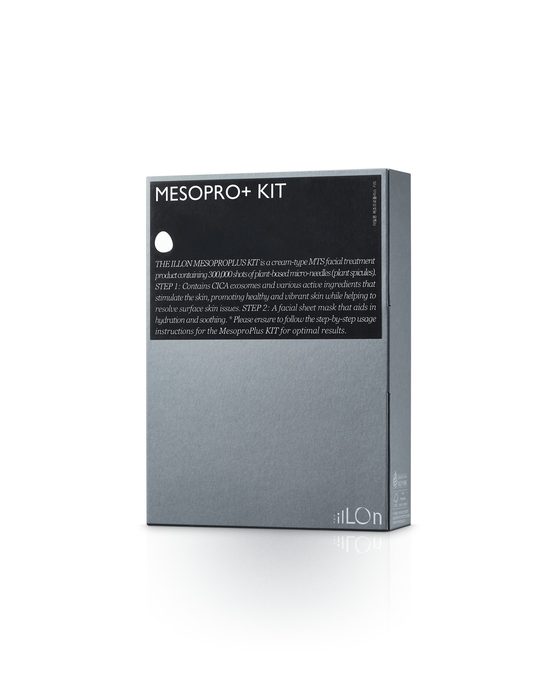 MESOPRO+ KIT
THE ILLON MESOPROPLUS KIT is a cream-type MTS facial treatment
product containing 300,000 shots of plant-based micro-needles (plant spicules).
STEP 1: Contains CICA exosomes and various active ingredients that
stimulate the skin, promoting healthy and vibrant skin while helping to
resolve surface skin issues. STEP 2: A facial sheet mask that aids in
hydration and soothing. * Please ensure to follow the step-by-step usage
instructions for the MesoproPlus KIT for optimal results.
illOn